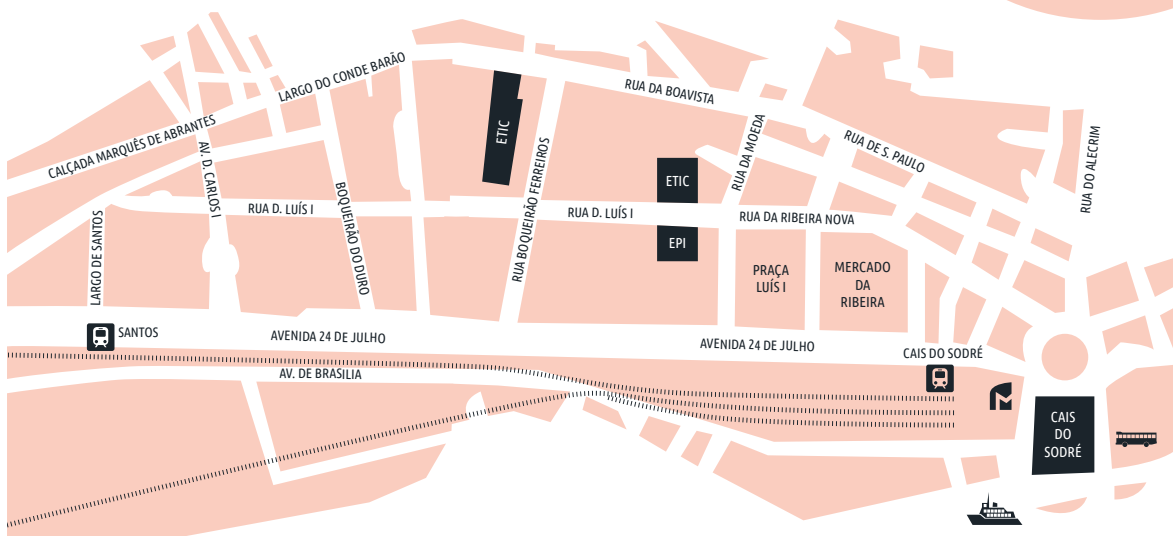 LARGO DO CONDE BARÃO
CALÇADA MARQUÊS DE ABRANTES
AV. D. CARLOS I
ETIC
RUA DA BOAVISTA
RUA DA MOEDA
RUA DE S. PAULO
RUA DO ALECRIM
RUA BOQUEIRÃO FERREIROS
BOQUEIRÃO DO DURO
LARGO DE SANTOS
RUA D. LUÍS I
RUA D. LUÍS I
ETIC
EPI
RUA DA RIBEIRA NOVA
PRAÇA
LUÍS I
MERCADO
DA
RIBEIRA
SANTOS
AVENIDA 24 DE JULHO
AVENIDA 24 DE JULHO
CAIS DO SODRÉ
AV. DE BRASILIA
CAIS
DO
SODRÉ